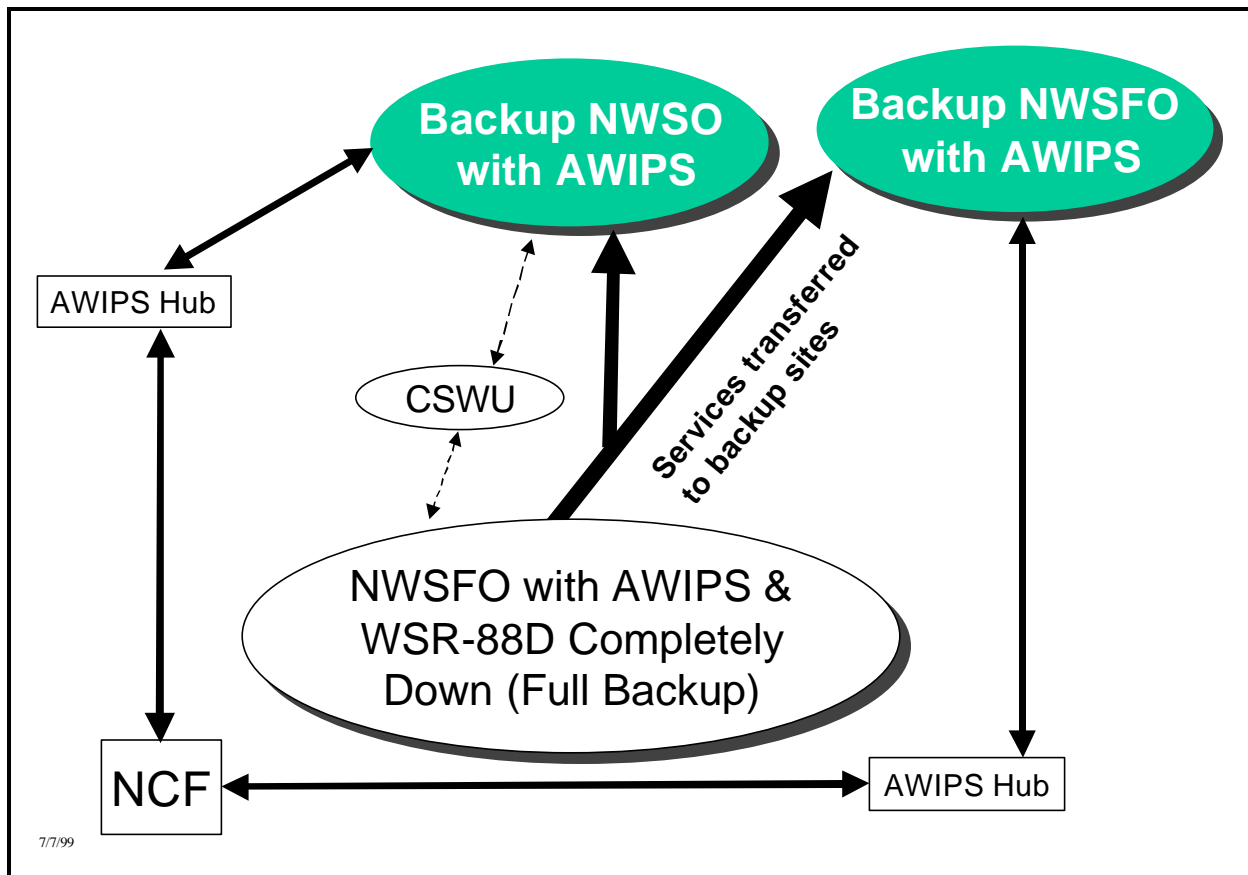 Backup NWSO
with AWIPS
Backup NWSFO
with AWIPS
AWIPS Hub
CSWU
Services transferred
to backup sites
NWSFO with AWIPS &
WSR-88D Completely
Down (Full Backup)
NCF
AWIPS Hub
7/7/99